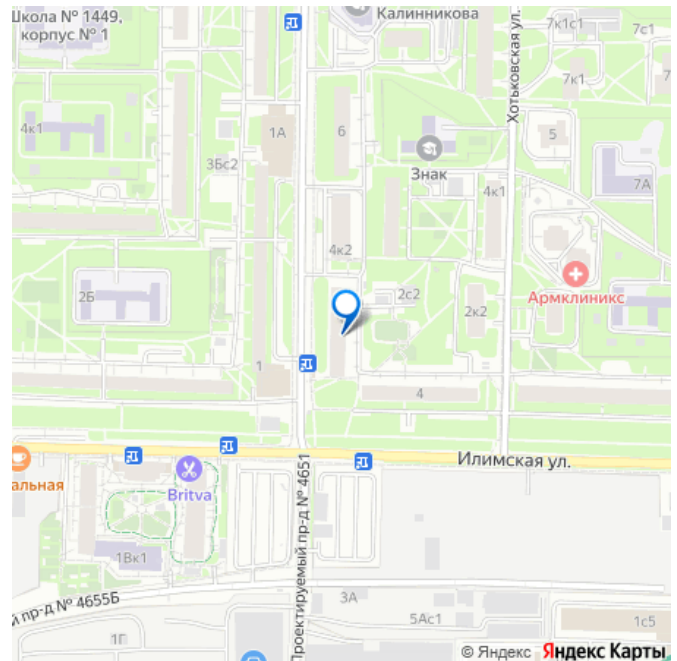 Школа № 1449,
корпус № 1
Калинникова
Хотьковская ул.
7к1с1
7с1
7к1
7
4к1
1А
6
5
3Бс2
Знак
4к1
7А
4к2
Армклиникс
2Б
2с2
2к2
1
4
Илимская ул.
альная
Britva
Проектируемый пр-д № 4651
1Вк1
й пр-д № 4655Б
3А
5Ас1
1с5
1Г
© Яндекс Яндекс Карты